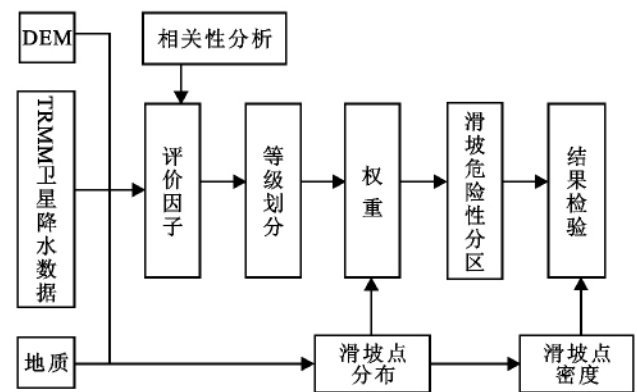 DEM
相关性分析
TRMM卫星降水数据
评价因子
等级划分
权重
滑坡危险性分区
结果检验
地质
滑坡点
分布
滑坡点
密度